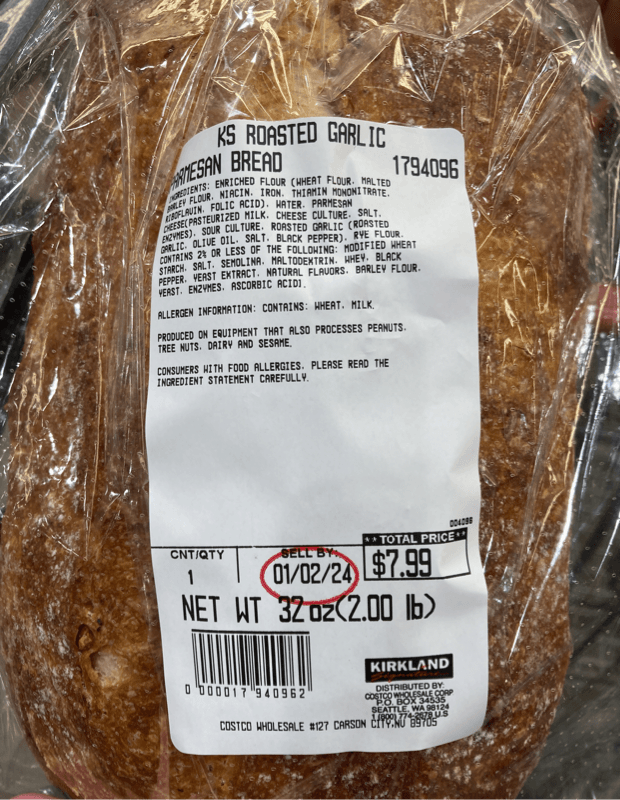 KS ROASTED GARLIC
PARMESAN BREAD 1794096
INGREDIENTS: ENRICHED FLOUR (WHEAT FLOUR, MALTED
BARLEY FLOUR, NIACIN, IRON, THIAMIN MONONITRATE,
RIBOFLAVIN, FOLIC ACID), WATER, PARMESAN
CHEESE(PASTEURIZED MILK, CHEESE CULTURE, SALT,
ENZYMES), SOUR CULTURE, ROASTED GARLIC (ROASTED
GARLIC, OLIVE OIL, SALT, BLACK PEPPER), RYE FLOUR,
CONTAINS 2% OR LESS OF THE FOLLOWING: MODIFIED WHEAT
STARCH, SALT, SEMOLINA, MALTODEXTRIN, WHEY, BLACK
PEPPER, YEAST EXTRACT, NATURAL FLAVORS, BARLEY FLOUR,
YEAST, ENZYMES, ASCORBIC ACID).
ALLERGEN INFORMATION: CONTAINS: WHEAT, MILK.
PRODUCED ON EQUIPMENT THAT ALSO PROCESSES PEANUTS,
TREE NUTS, DAIRY AND SESAME.
CONSUMERS WITH FOOD ALLERGIES, PLEASE READ THE
INGREDIENT STATEMENT CAREFULLY.
004096
CNT/QTY SELL BY: **TOTAL PRICE**
1 01/02/24 $7.99
NET WT 32 oz(2.00 lb)
0 000017 940962
KIRKLAND
Signature
DISTRIBUTED BY:
COSTCO WHOLESALE CORP
P.O. BOX 34535
SEATTLE, WA 98124
1(800) 774-2678 U.S
COSTCO WHOLESALE #127 CARSON CITY,NV 89705